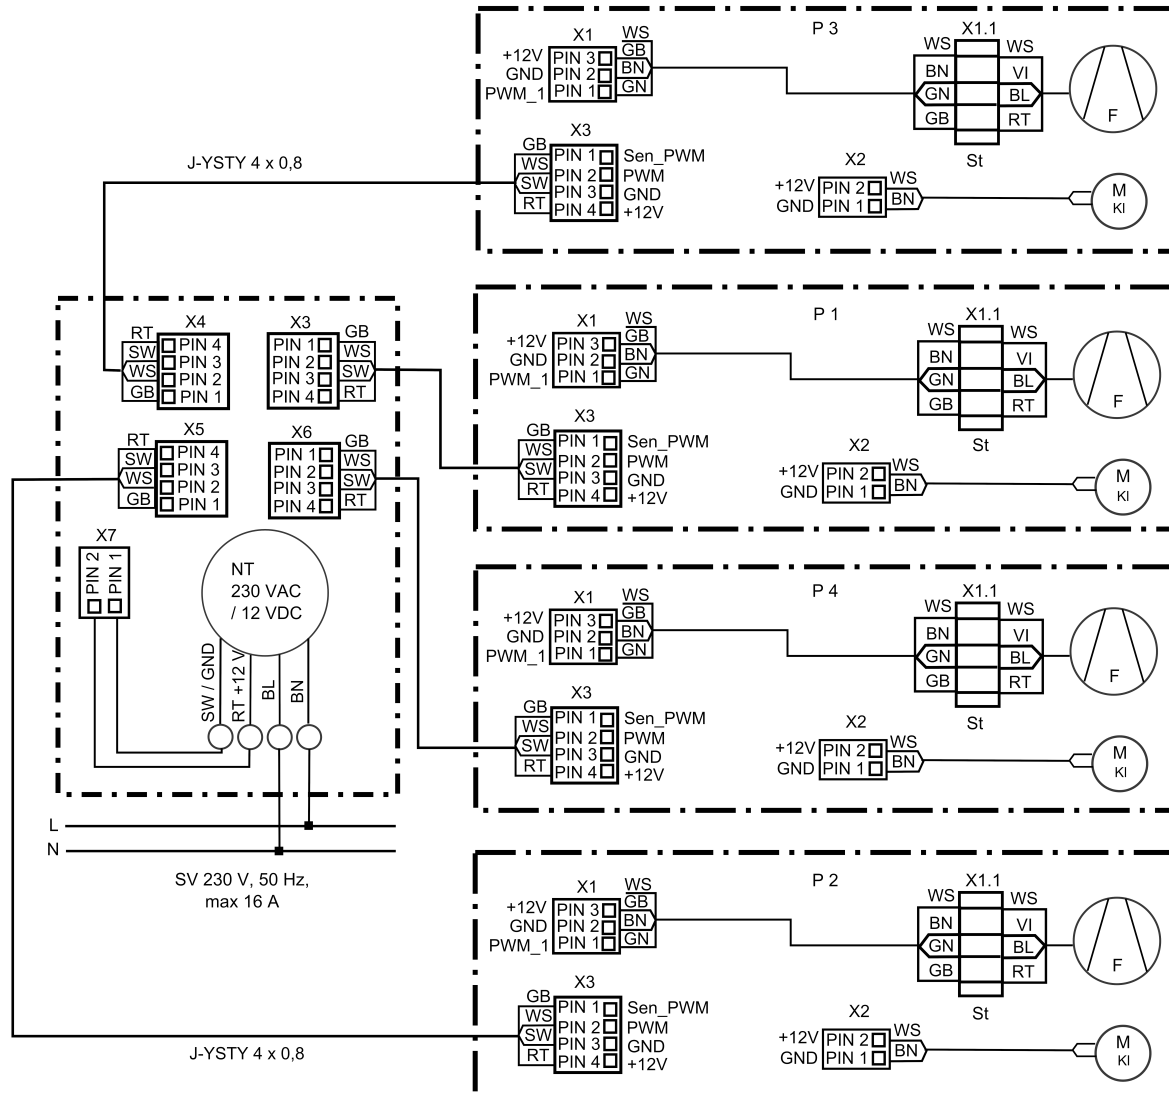 P 3
X1
WS
+12V PIN 3 GB
GND PIN 2 BN
PWM_1 PIN 1 GN
X1.1
WS WS
BN VI
GN BL
GB RT
St
F
X3
GB PIN 1 Sen_PWM
WS PIN 2 PWM
SW PIN 3 GND
RT PIN 4 +12V
X2
+12V PIN 2 WS
GND PIN 1 BN
M
KI
J-YSTY 4 x 0,8
X4
RT PIN 4
SW PIN 3
WS PIN 2
GB PIN 1
X3
PIN 1 GB
PIN 2 WS
PIN 3 SW
PIN 4 RT
X5
RT PIN 4
SW PIN 3
WS PIN 2
GB PIN 1
X6
PIN 1 GB
PIN 2 WS
PIN 3 SW
PIN 4 RT
X7
PIN 2
PIN 1
NT
230 VAC
/ 12 VDC
SW / GND
RT +12 V
BL
BN
L
N
SV 230 V, 50 Hz,
max 16 A
P 1
X1
WS
+12V PIN 3 GB
GND PIN 2 BN
PWM_1 PIN 1 GN
X1.1
WS WS
BN VI
GN BL
GB RT
St
F
X3
GB PIN 1 Sen_PWM
WS PIN 2 PWM
SW PIN 3 GND
RT PIN 4 +12V
X2
+12V PIN 2 WS
GND PIN 1 BN
M
KI
P 4
X1
WS
+12V PIN 3 GB
GND PIN 2 BN
PWM_1 PIN 1 GN
X1.1
WS WS
BN VI
GN BL
GB RT
St
F
X3
GB PIN 1 Sen_PWM
WS PIN 2 PWM
SW PIN 3 GND
RT PIN 4 +12V
X2
+12V PIN 2 WS
GND PIN 1 BN
M
KI
P 2
X1
WS
+12V PIN 3 GB
GND PIN 2 BN
PWM_1 PIN 1 GN
X1.1
WS WS
BN VI
GN BL
GB RT
St
F
X3
GB PIN 1 Sen_PWM
WS PIN 2 PWM
SW PIN 3 GND
RT PIN 4 +12V
X2
+12V PIN 2 WS
GND PIN 1 BN
M
KI
J-YSTY 4 x 0,8